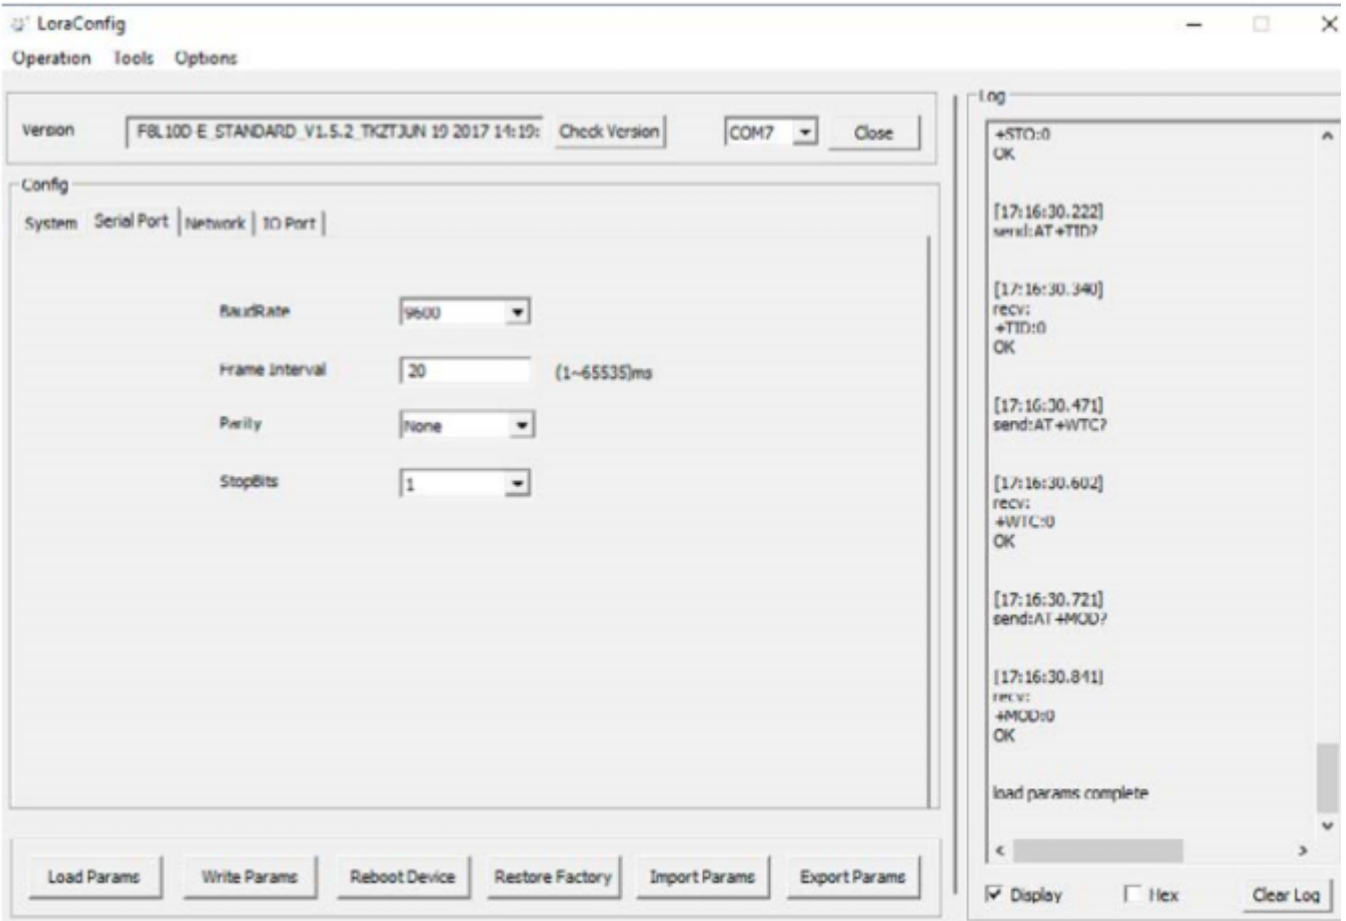 LoraConfig
Operation Tools Options
Version F8L10D-E_STANDARD_V1.5.2_TKZTJUN 19 2017 14:19: Check Version COM7 Close
Config
System Serial Port Network IO Port
BaudRate 9600
Frame Interval 20 (1~65535)ms
Parity None
StopBits 1
Load Params Write Params Reboot Device Restore Factory Import Params Export Params
Log
+STO:0
OK
[17:16:30.222]
send:AT+TID?
[17:16:30.340]
recv:
+TID:0
OK
[17:16:30.471]
send:AT+WTC?
[17:16:30.602]
recv:
+WTC:0
OK
[17:16:30.721]
send:AT+MOD?
[17:16:30.841]
recv:
+MOD:0
OK
load params complete
Display Hex Clear Log